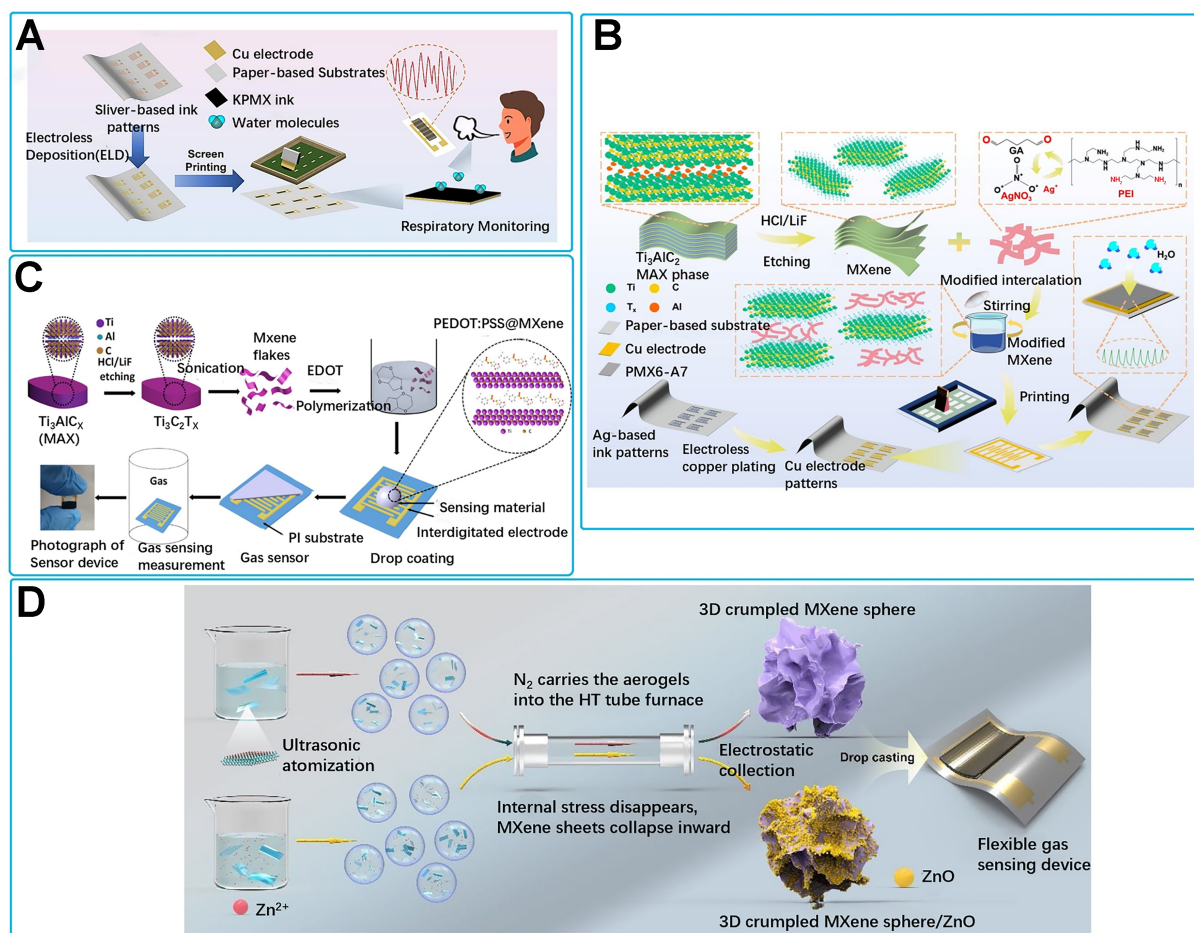 A
Cu electrode
Paper-based Substrates
KPMX ink
Water molecules
Sliver-based ink
patterns
Electroless
Deposition(ELD)
Screen
Printing
Respiratory Monitoring
B
O
O
GA
O
N+
O-
O-
AgNO3
Ag+
NH2
NH2
NH2
NH2
NH2
N
N
N
N
H
n
PEI
HCl/LiF
Etching
Ti3AlC2
MAX phase
MXene
Modified intercalation
H2O
Ti
C
Tx
Al
Paper-based substrate
Cu electrode
PMX6-A7
Stirring
Modified
MXene
Printing
Ag-based
ink patterns
Electroless
copper plating
Cu electrode
patterns
C
Ti
Al
C
HCl/LiF
etching
Ti3AlCX
(MAX)
Ti3C2TX
Sonication
Mxene
flakes
EDOT
Polymerization
PEDOT:PSS@MXene
Sensing material
Interdigitated electrode
Drop coating
PI substrate
Gas sensor
Gas
Gas sensing
measurement
Photograph of
Sensor device
D
Ultrasonic
atomization
Zn2+
N2 carries the aerogels
into the HT tube furnace
Internal stress disappears,
MXene sheets collapse inward
3D crumpled MXene sphere
Electrostatic
collection
Drop casting
ZnO
3D crumpled MXene sphere/ZnO
Flexible gas
sensing device